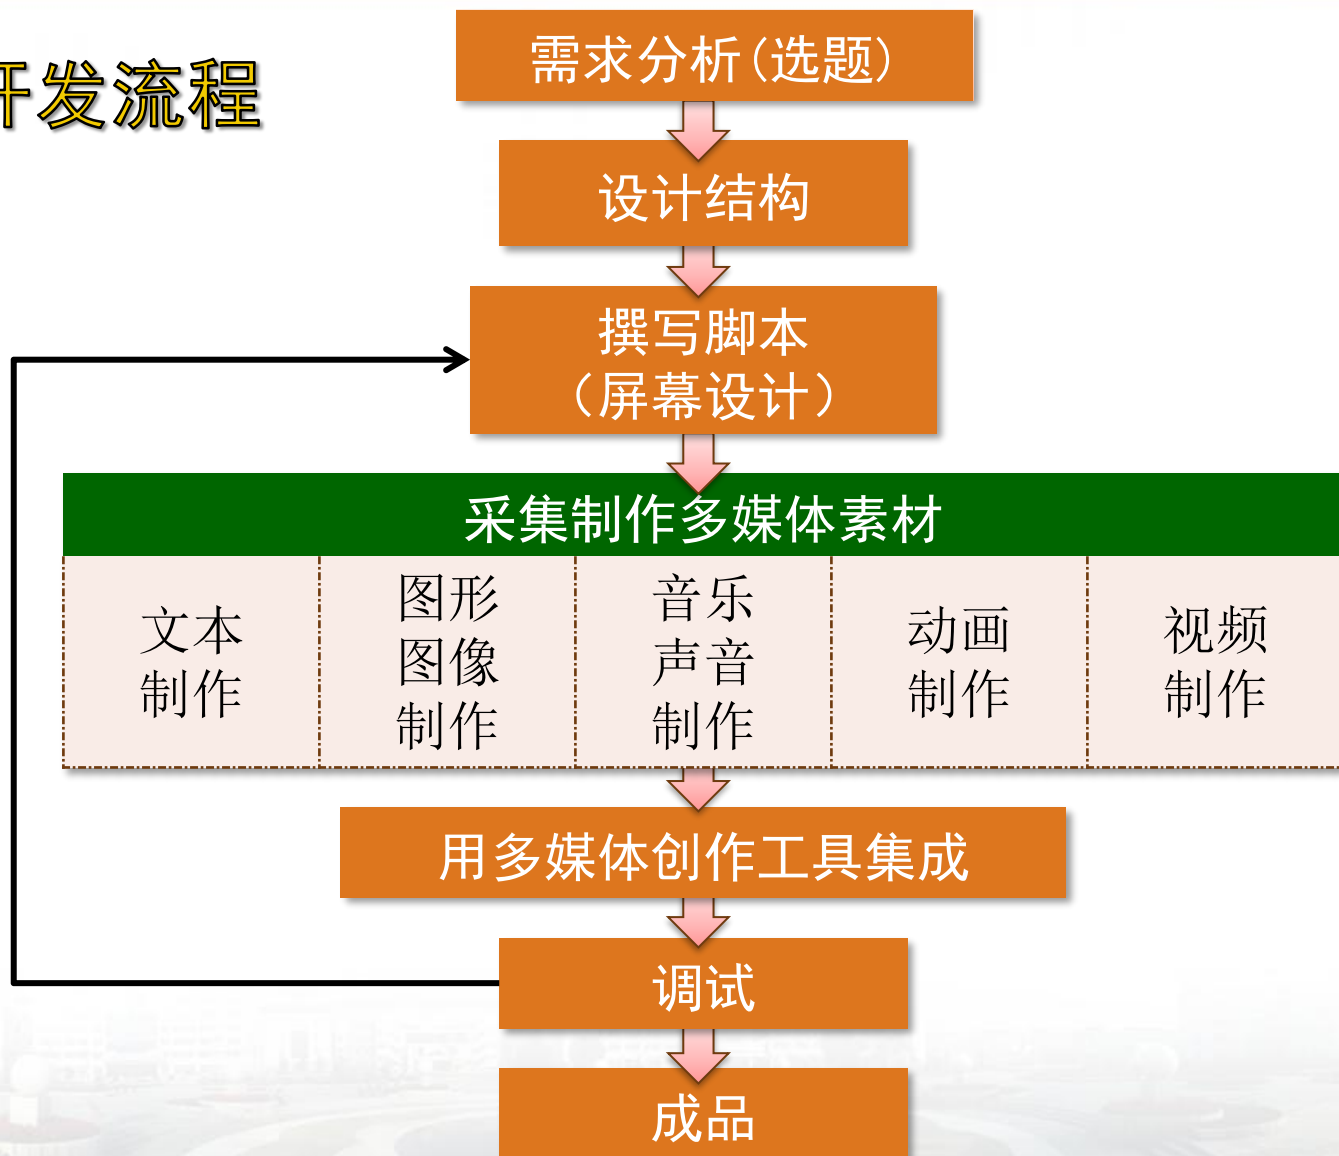 开发流程
需求分析(选题)
设计结构
撰写脚本
（屏幕设计）
采集制作多媒体素材
文本
制作
图形
图像
制作
音乐
声音
制作
动画
制作
视频
制作
用多媒体创作工具集成
调试
成品